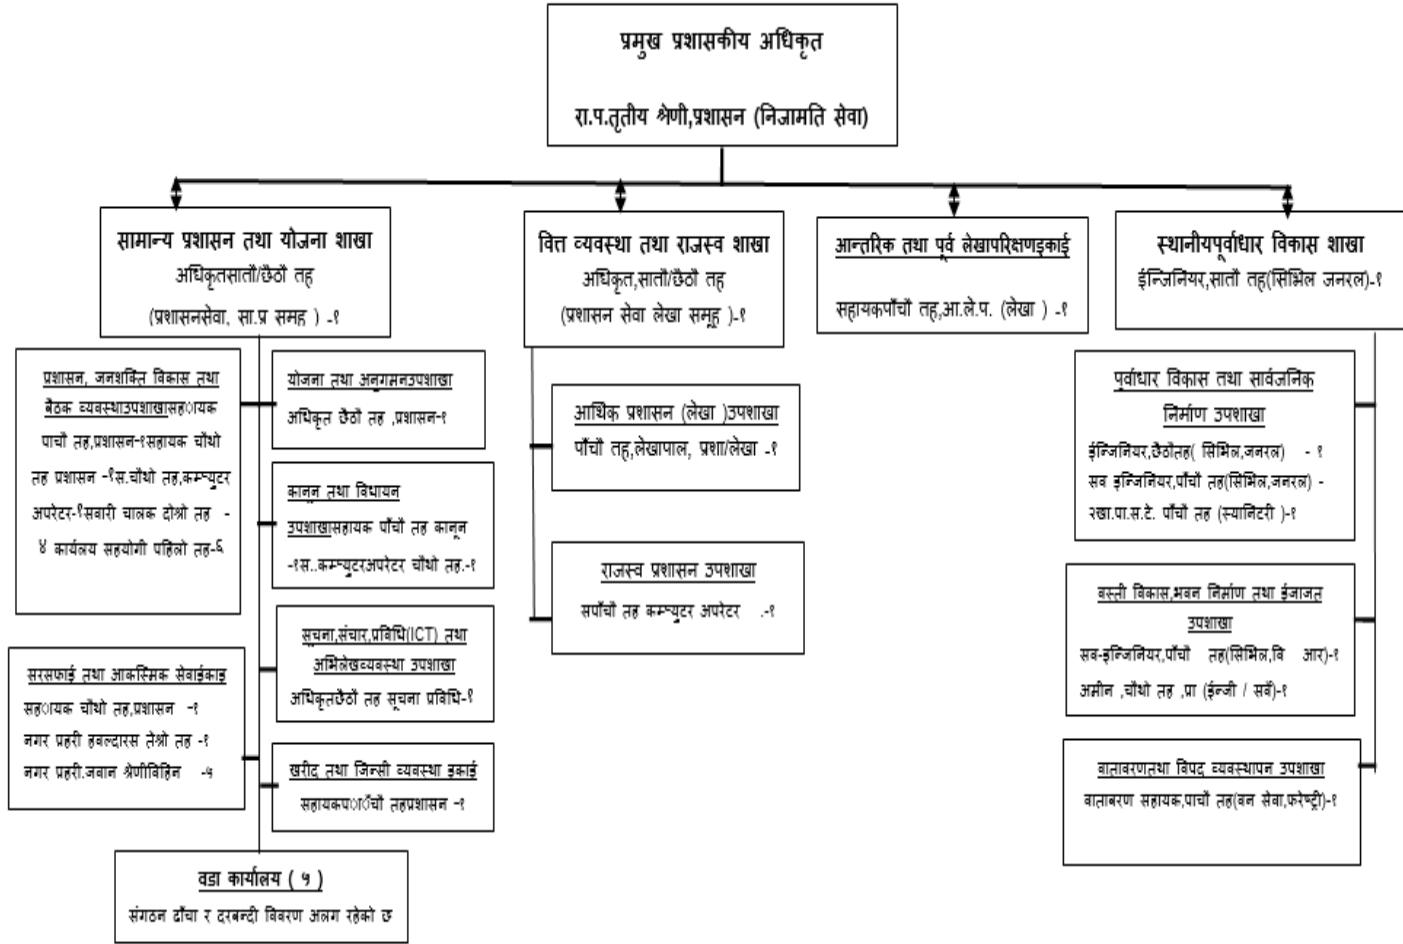 प्रमुख प्रशासकीय अधिकृत
रा.प.तृतीय श्रेणी,प्रशासन (निजामति सेवा)
सामान्य प्रशासन तथा योजना शाखा
अधिकृतसातौ/छैठौ तह
(प्रशासनसेवा, सा.प्र समह ) -१
वित्त व्यवस्था तथा राजस्व शाखा
अधिकृत,सातौ/छैठौ तह
(प्रशासन सेवा लेखा समूह )-१
आन्तरिक तथा पूर्व लेखापरिक्षणइकाई
सहायकपाँचौ तह,आ.ले.प. (लेखा ) -१
स्थानीयपूर्वाधार विकास शाखा
ईन्जिनियर,सातौ तह(सिभिल जनरल)-१
प्रशासन, जनशक्ति विकास तथा
बैठक व्यवस्थाउपशाखासहायक
पाचौ तह,प्रशासन-१सहायक चौथो
तह प्रशासन -१स.चौथो तह,कम्प्युटर
अपरेटर-१सवारी चालक दोश्रो तह -
४ कार्यलय सहयोगी पहिलो तह-६
योजना तथा अनुगमनउपशाखा
अधिकृत छैठौ तह ,प्रशासन-१
कानून तथा विधायन
उपशाखासहायक पाँचौ तह कानून
-१स..कम्प्युटरअपरेटर चौथो तह.-१
सूचना,संचार,प्रविधि(ICT) तथा
अभिलेखव्यवस्था उपशाखा
अधिकृतछैठौ तह सूचना प्रविधि-१
सरसफाई तथा आकस्मिक सेवाईकाइ
सहायक चौथो तह,प्रशासन -१
नगर प्रहरी हवल्दारस तेश्रो तह -१
नगर प्रहरी.जवान श्रेणीविहिन -५
खरीद तथा जिन्सी व्यवस्था इकाई
सहायकपाँचौ तहप्रशासन -१
वडा कार्यालय ( ५ )
संगठन ढाँचा र दरबन्दी विवरण अलग रहेको छ
आर्थिक प्रशासन (लेखा )उपशाखा
पाँचौ तह,लेखापाल, प्रशा/लेखा -१
राजस्व प्रशासन उपशाखा
सपाँचौ तह कम्प्युटर अपरेटर .-१
पूर्वाधार विकास तथा सार्वजनिक
निर्माण उपशाखा
ईन्जिनियर,छैठौतह( सिभिल,जनरल) - १
सव इन्जिनियर,पाँचौ तह(सिभिल,जनरल) -
२खा.पा.स.टे. पाँचौ तह (स्यानिटरी )-१
वस्ती विकास,भवन निर्माण तथा ईजाजत
उपशाखा
सव-इन्जिनियर,पाँचौ तह(सिभिल,वि आर)-१
अमीन ,चौथो तह ,प्रा (ईन्जी / सर्वे)-१
वातावरणतथा विपद व्यवस्थापन उपशाखा
वाताबरण सहायक,पाचौ तह(वन सेवा,फरेष्ट्री)-१